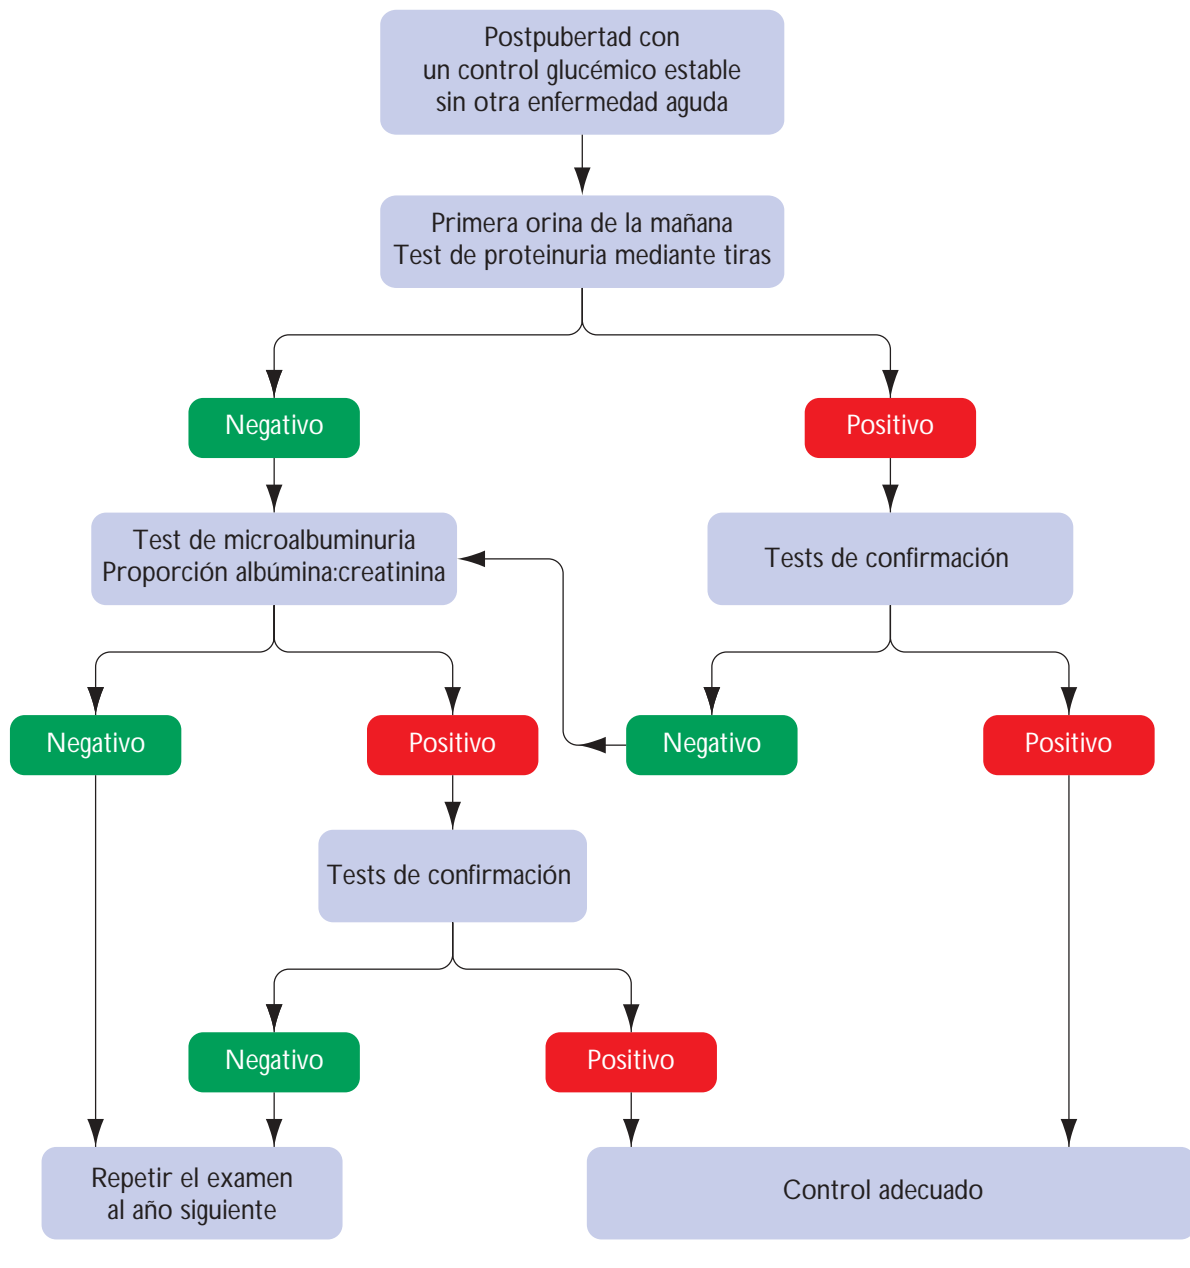 Postpubertad con
un control glucémico estable
sin otra enfermedad aguda
Primera orina de la mañana
Test de proteinuria mediante tiras
Negativo
Positivo
Test de microalbuminuria
Proporción albúmina:creatinina
Tests de confirmación
Negativo
Positivo
Negativo
Positivo
Tests de confirmación
Negativo
Positivo
Repetir el examen
al año siguiente
Control adecuado